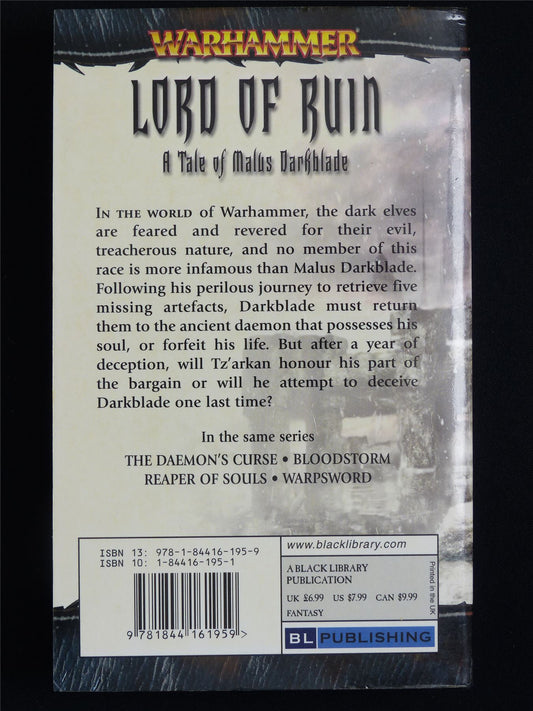 WARHAMMER
LORD OF RUIN
A Tale of Malus Darkblade
IN THE WORLD of Warhammer, the dark elves
are feared and revered for their evil,
treacherous nature, and no member of this
race is more infamous than Malus Darkblade.
Following his perilous journey to retrieve five
missing artefacts, Darkblade must return
them to the ancient daemon that possesses his
soul, or forfeit his life. But after a year of
deception, will Tz'arkan honour his part of
the bargain or will he attempt to deceive
Darkblade one last time?
In the same series
THE DAEMON'S CURSE • BLOODSTORM
REAPER OF SOULS • WARPSWORD
ISBN 13: 978-1-84416-195-9
ISBN 10: 1-84416-195-1
9 781844 161959 >
www.blacklibrary.com
A BLACK LIBRARY
PUBLICATION
UK £6.99 US $7.99 CAN $9.99
FANTASY
Printed in the UK
BL PUBLISHING